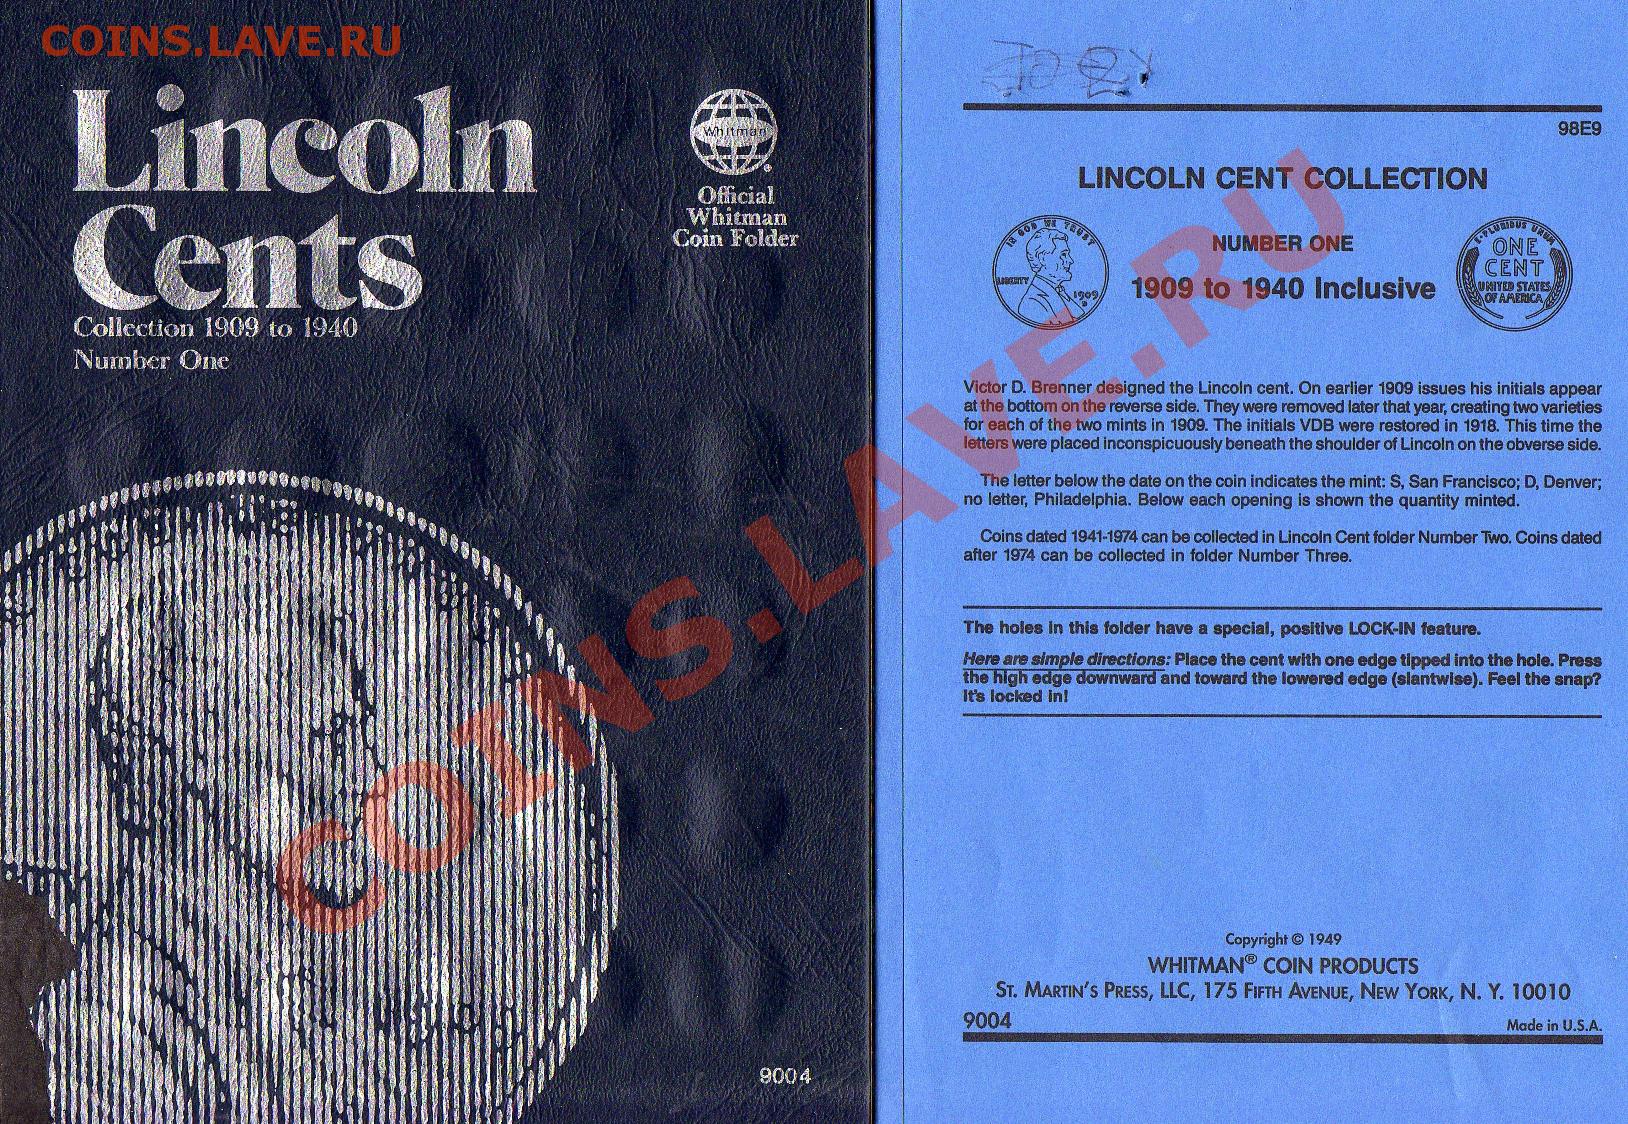 COINS.LAVE.RU
Lincoln
Cents
Collection 1909 to 1940
Number One
Whitman
®
Official
Whitman
Coin Folder
9004
JOEY
98E9
LINCOLN CENT COLLECTION
IN GOD WE TRUST
LIBERTY
1909
S
NUMBER ONE
1909 to 1940 Inclusive
E·PLURIBUS UNUM
ONE
CENT
UNITED STATES
OF AMERICA
Victor D. Brenner designed the Lincoln cent. On earlier 1909 issues his initials appear
at the bottom on the reverse side. They were removed later that year, creating two varieties
for each of the two mints in 1909. The initials VDB were restored in 1918. This time the
letters were placed inconspicuously beneath the shoulder of Lincoln on the obverse side.
The letter below the date on the coin indicates the mint: S, San Francisco; D, Denver;
no letter, Philadelphia. Below each opening is shown the quantity minted.
Coins dated 1941-1974 can be collected in Lincoln Cent folder Number Two. Coins dated
after 1974 can be collected in folder Number Three.
The holes in this folder have a special, positive LOCK-IN feature.
Here are simple directions: Place the cent with one edge tipped into the hole. Press
the high edge downward and toward the lowered edge (slantwise). Feel the snap?
It's locked in!
Copyright © 1949
WHITMAN® COIN PRODUCTS
ST. MARTIN'S PRESS, LLC, 175 FIFTH AVENUE, NEW YORK, N. Y. 10010
9004
Made in U.S.A.
COINS.LAVE.RU